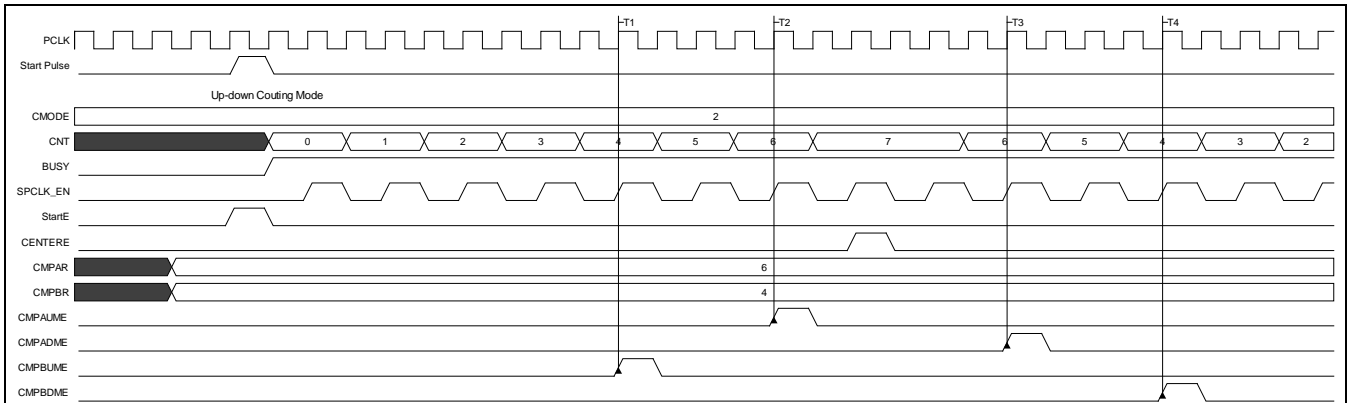 T1 T2 T3 T4
PCLK
Start Pulse
Up-down Couting Mode
CMODE 2
CNT 0 1 2 3 4 5 6 7 6 5 4 3 2
BUSY
SPCLK_EN
StartE
CENTERE
CMPAR 6
CMPBR 4
CMPAUME
CMPADME
CMPBUME
CMPBDME